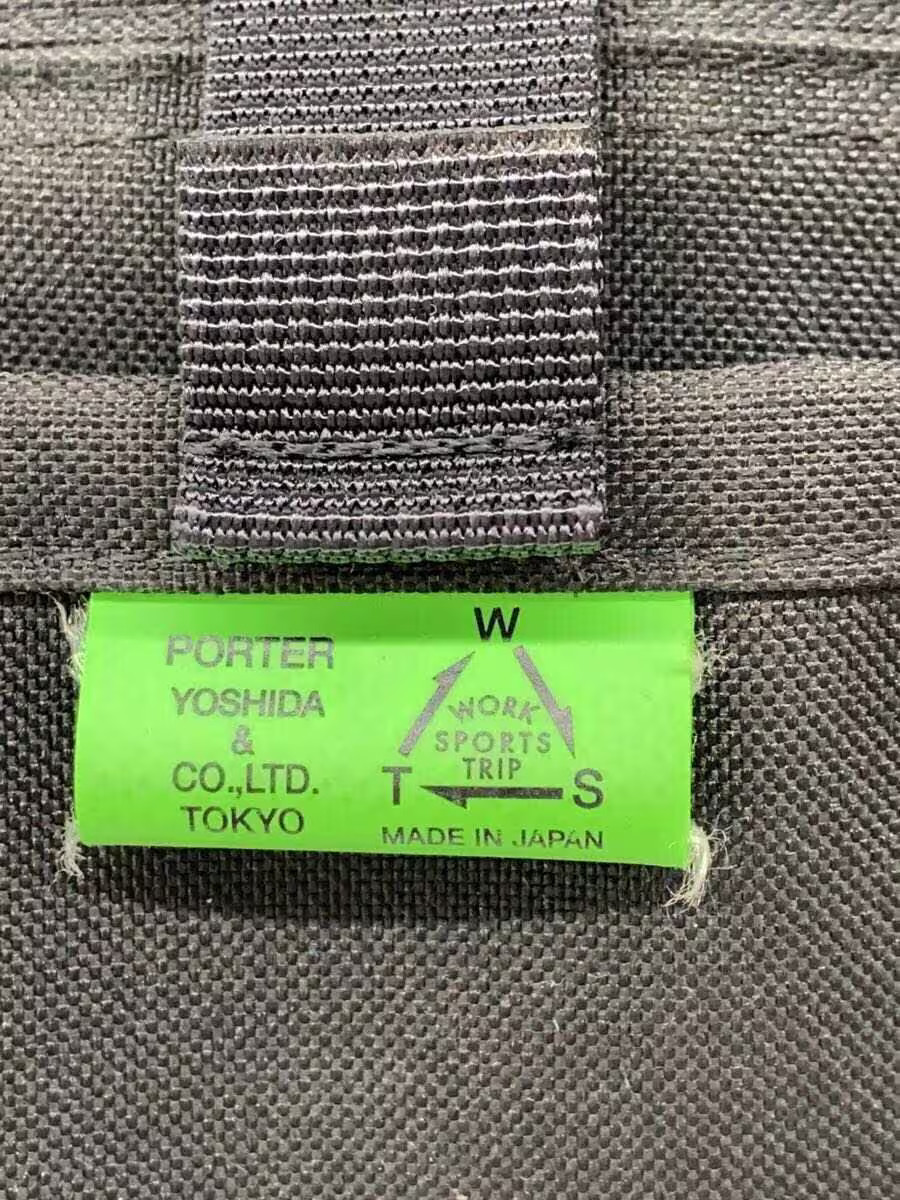 PORTER
YOSHIDA
&
CO.,LTD.
TOKYO
W
WORK
SPORTS
TRIP
T S
MADE IN JAPAN